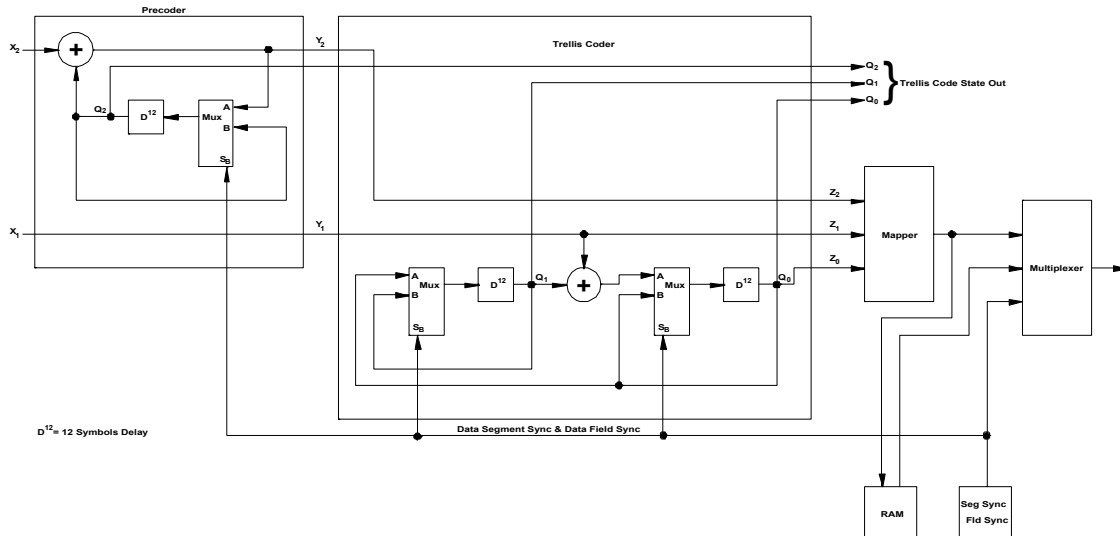 Precoder
X2
Y2
Trellis Coder
Q2
Q1
Q0
Trellis Code State Out
Q2
D12
A
Mux
B
SB
Z2
X1
Y1
Z1
Mapper
Z0
Multiplexer
A
Mux
B
SB
D12
Q1
A
Mux
B
SB
D12
Q0
D12= 12 Symbols Delay
Data Segment Sync & Data Field Sync
RAM
Seg Sync
Fld Sync